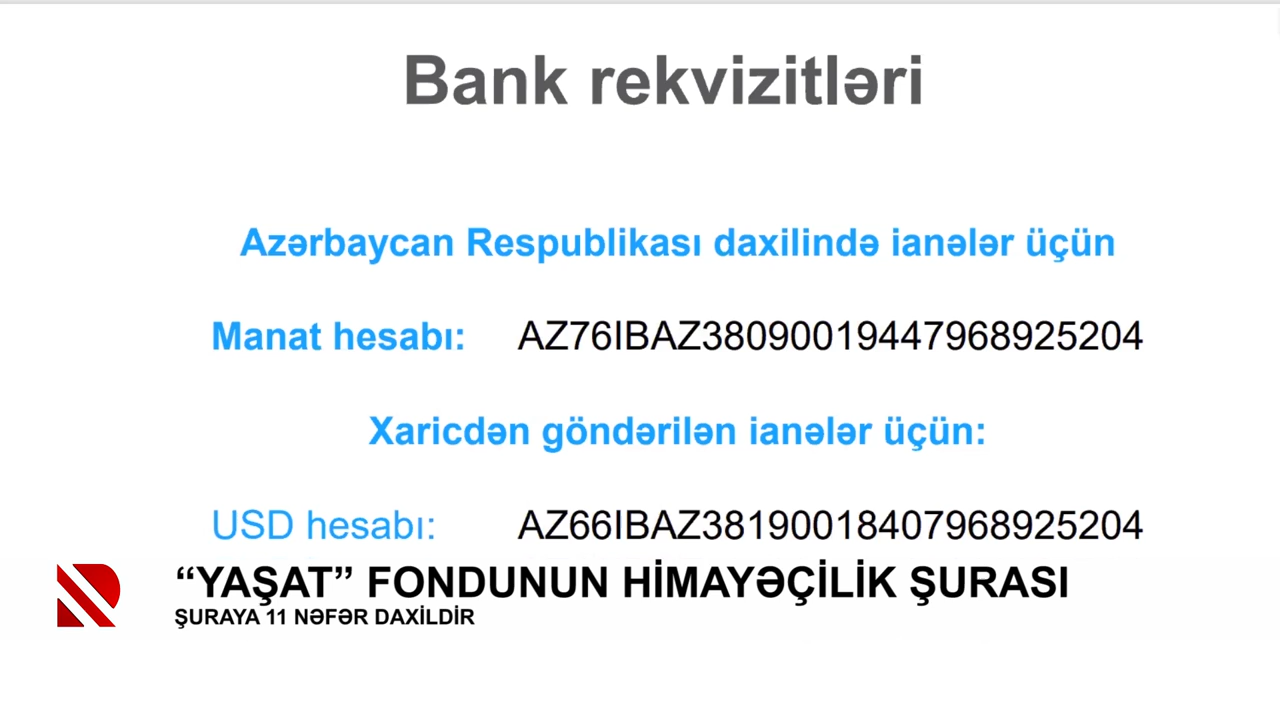 Bank rekvizitləri
Azərbaycan Respublikası daxilində ianələr üçün
Manat hesabı: AZ76IBAZ38090019447968925204
Xaricdən göndərilən ianələr üçün:
USD hesabı: AZ66IBAZ38190018407968925204
“YAŞAT” FONDUNUN HİMAYƏÇİLİK ŞURASI
ŞURAYA 11 NƏFƏR DAXİLDİR